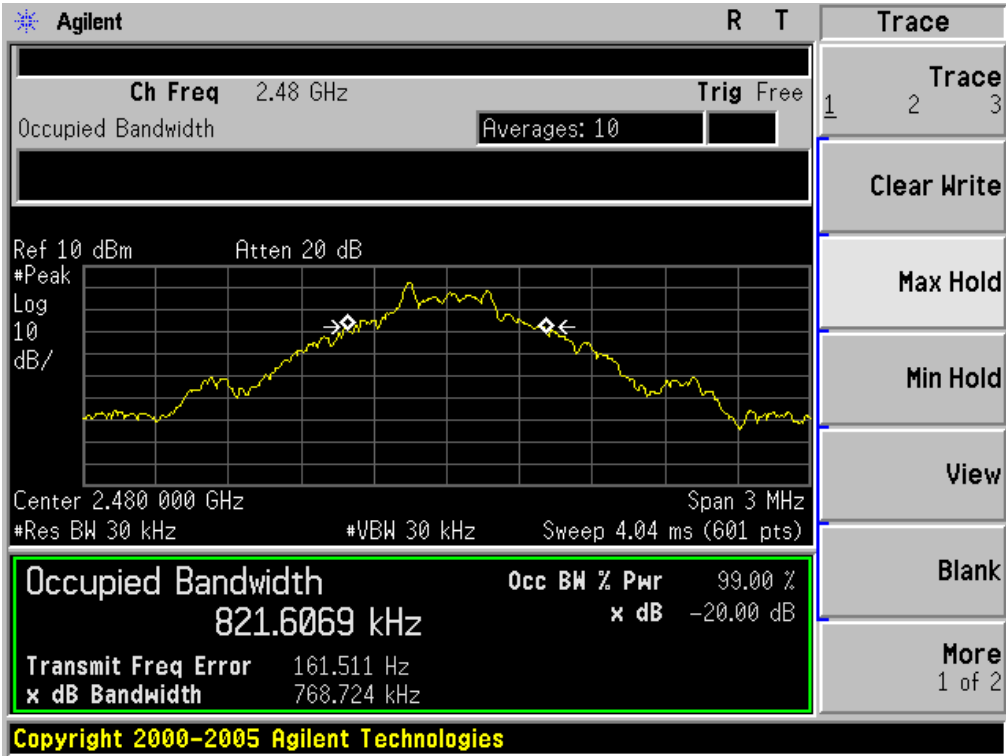 Agilent R T Trace
Ch Freq 2.48 GHz Trig Free
Occupied Bandwidth Averages: 10
Trace
1 2 3
Clear Write
Max Hold
Min Hold
View
Blank
More
1 of 2
Ref 10 dBm Atten 20 dB
#Peak
Log
10
dB/
Center 2.480 000 GHz Span 3 MHz
#Res BW 30 kHz #VBW 30 kHz Sweep 4.04 ms (601 pts)
Occupied Bandwidth Occ BW % Pwr 99.00 %
821.6069 kHz x dB -20.00 dB
Transmit Freq Error 161.511 Hz
x dB Bandwidth 768.724 kHz
Copyright 2000-2005 Agilent Technologies